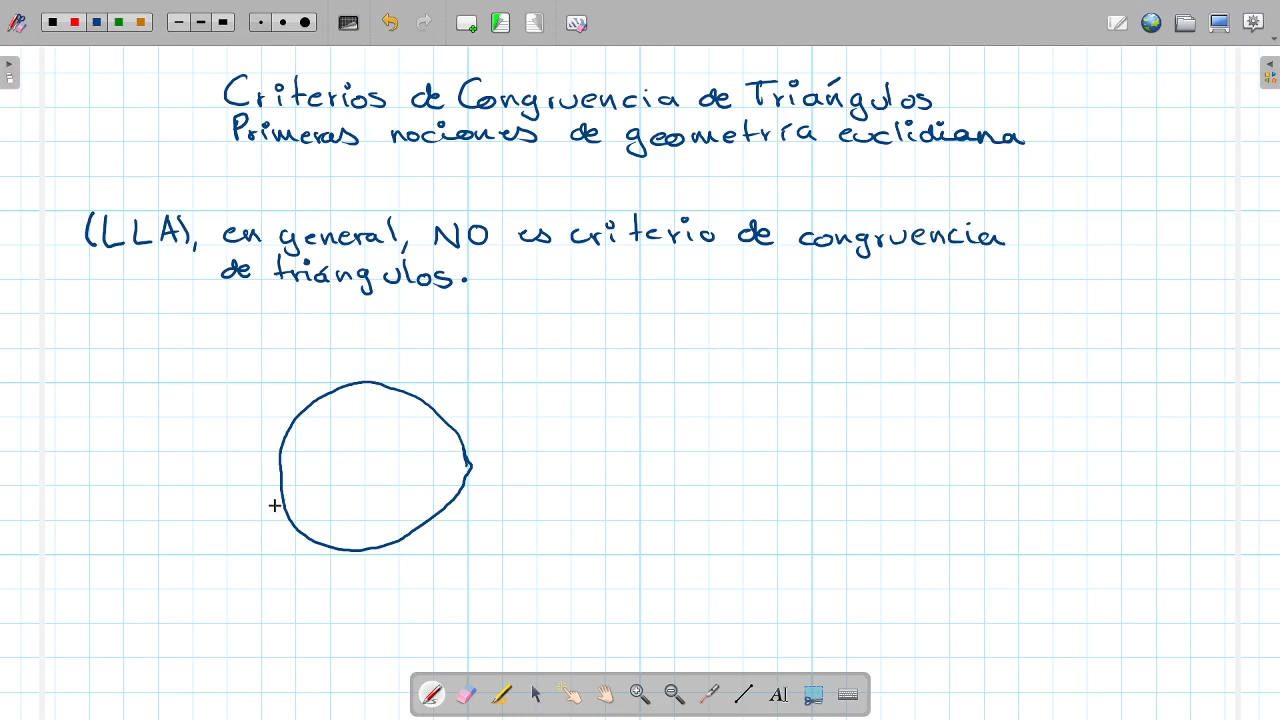 Criterios de Congruencia de Triángulos
Primeras nociones de geometría euclidiana
(LLA), en general, NO es criterio de congruencia
de triángulos.